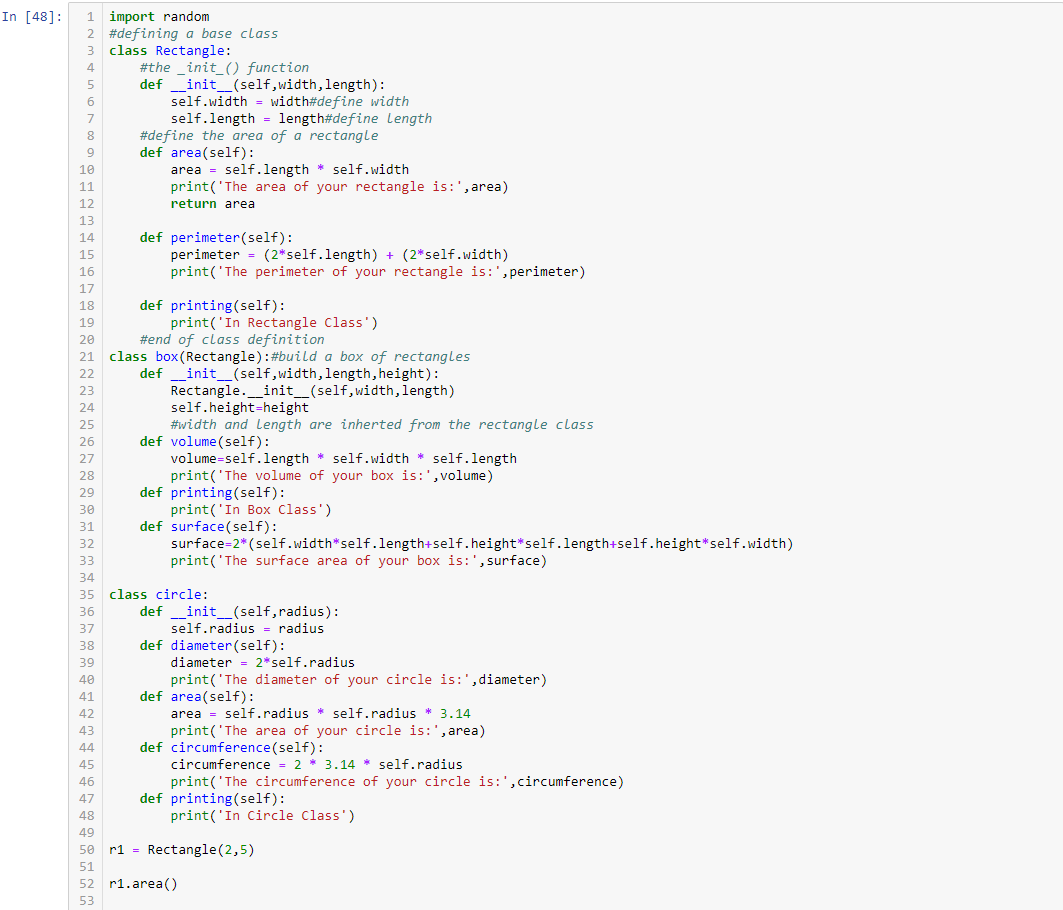 In [48]:
1 import random
2 #defining a base class
3 class Rectangle:
4     #the _init_() function
5     def __init__(self,width,length):
6         self.width = width#define width
7         self.length = length#define length
8     #define the area of a rectangle
9     def area(self):
10         area = self.length * self.width
11         print('The area of your rectangle is:',area)
12         return area
13
14     def perimeter(self):
15         perimeter = (2*self.length) + (2*self.width)
16         print('The perimeter of your rectangle is:',perimeter)
17
18     def printing(self):
19         print('In Rectangle Class')
20     #end of class definition
21 class box(Rectangle):#build a box of rectangles
22     def __init__(self,width,length,height):
23         Rectangle.__init__(self,width,length)
24         self.height=height
25         #width and length are inherted from the rectangle class
26     def volume(self):
27         volume=self.length * self.width * self.length
28         print('The volume of your box is:',volume)
29     def printing(self):
30         print('In Box Class')
31     def surface(self):
32         surface=2*(self.width*self.length+self.height*self.length+self.height*self.width)
33         print('The surface area of your box is:',surface)
34
35 class circle:
36     def __init__(self,radius):
37         self.radius = radius
38     def diameter(self):
39         diameter = 2*self.radius
40         print('The diameter of your circle is:',diameter)
41     def area(self):
42         area = self.radius * self.radius * 3.14
43         print('The area of your circle is:',area)
44     def circumference(self):
45         circumference = 2 * 3.14 * self.radius
46         print('The circumference of your circle is:',circumference)
47     def printing(self):
48         print('In Circle Class')
49
50 r1 = Rectangle(2,5)
51
52 r1.area()
53